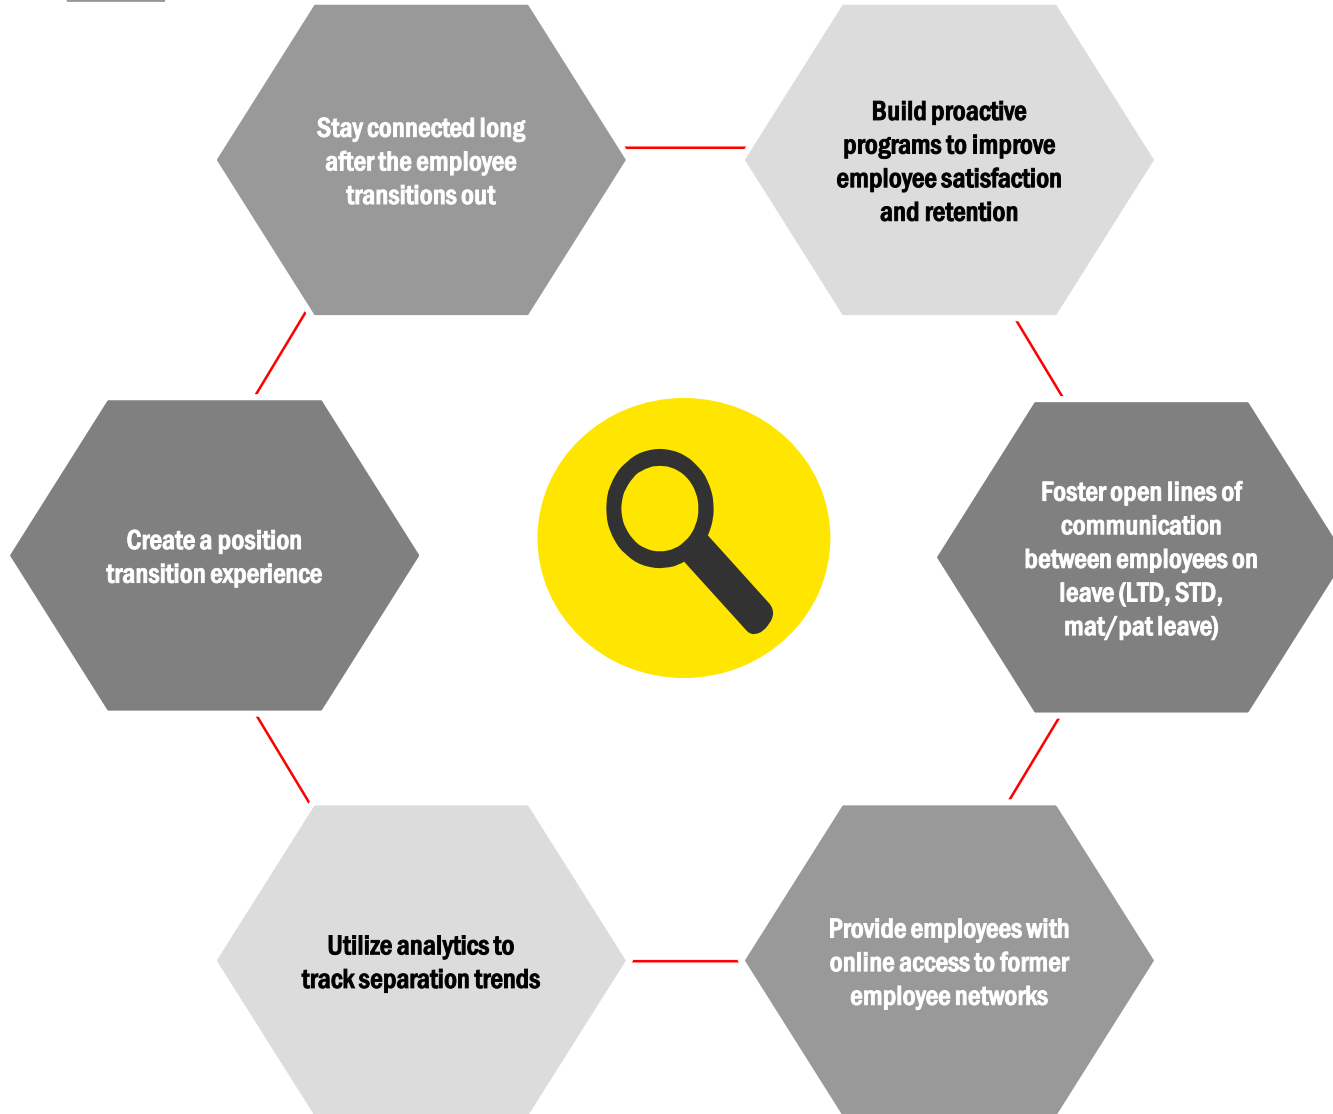 Stay connected long
after the employee
transitions out
Build proactive
programs to improve
employee satisfaction
and retention
Create a position
transition experience
Foster open lines of
communication
between employees on
leave (LTD, STD,
mat/pat leave)
Utilize analytics to
track separation trends
Provide employees with
online access to former
employee networks